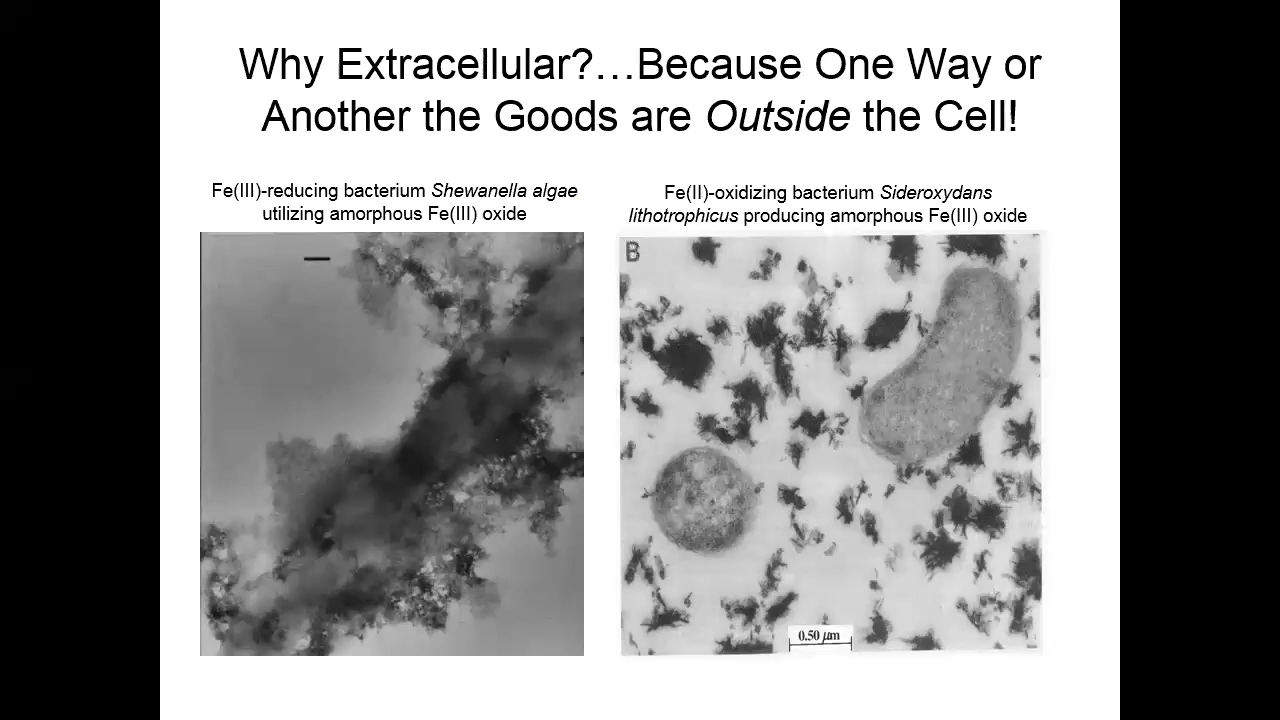 Why Extracellular?…Because One Way or
Another the Goods are Outside the Cell!
Fe(III)-reducing bacterium Shewanella algae
utilizing amorphous Fe(III) oxide
Fe(II)-oxidizing bacterium Sideroxydans
lithotrophicus producing amorphous Fe(III) oxide
B
0.50 μm